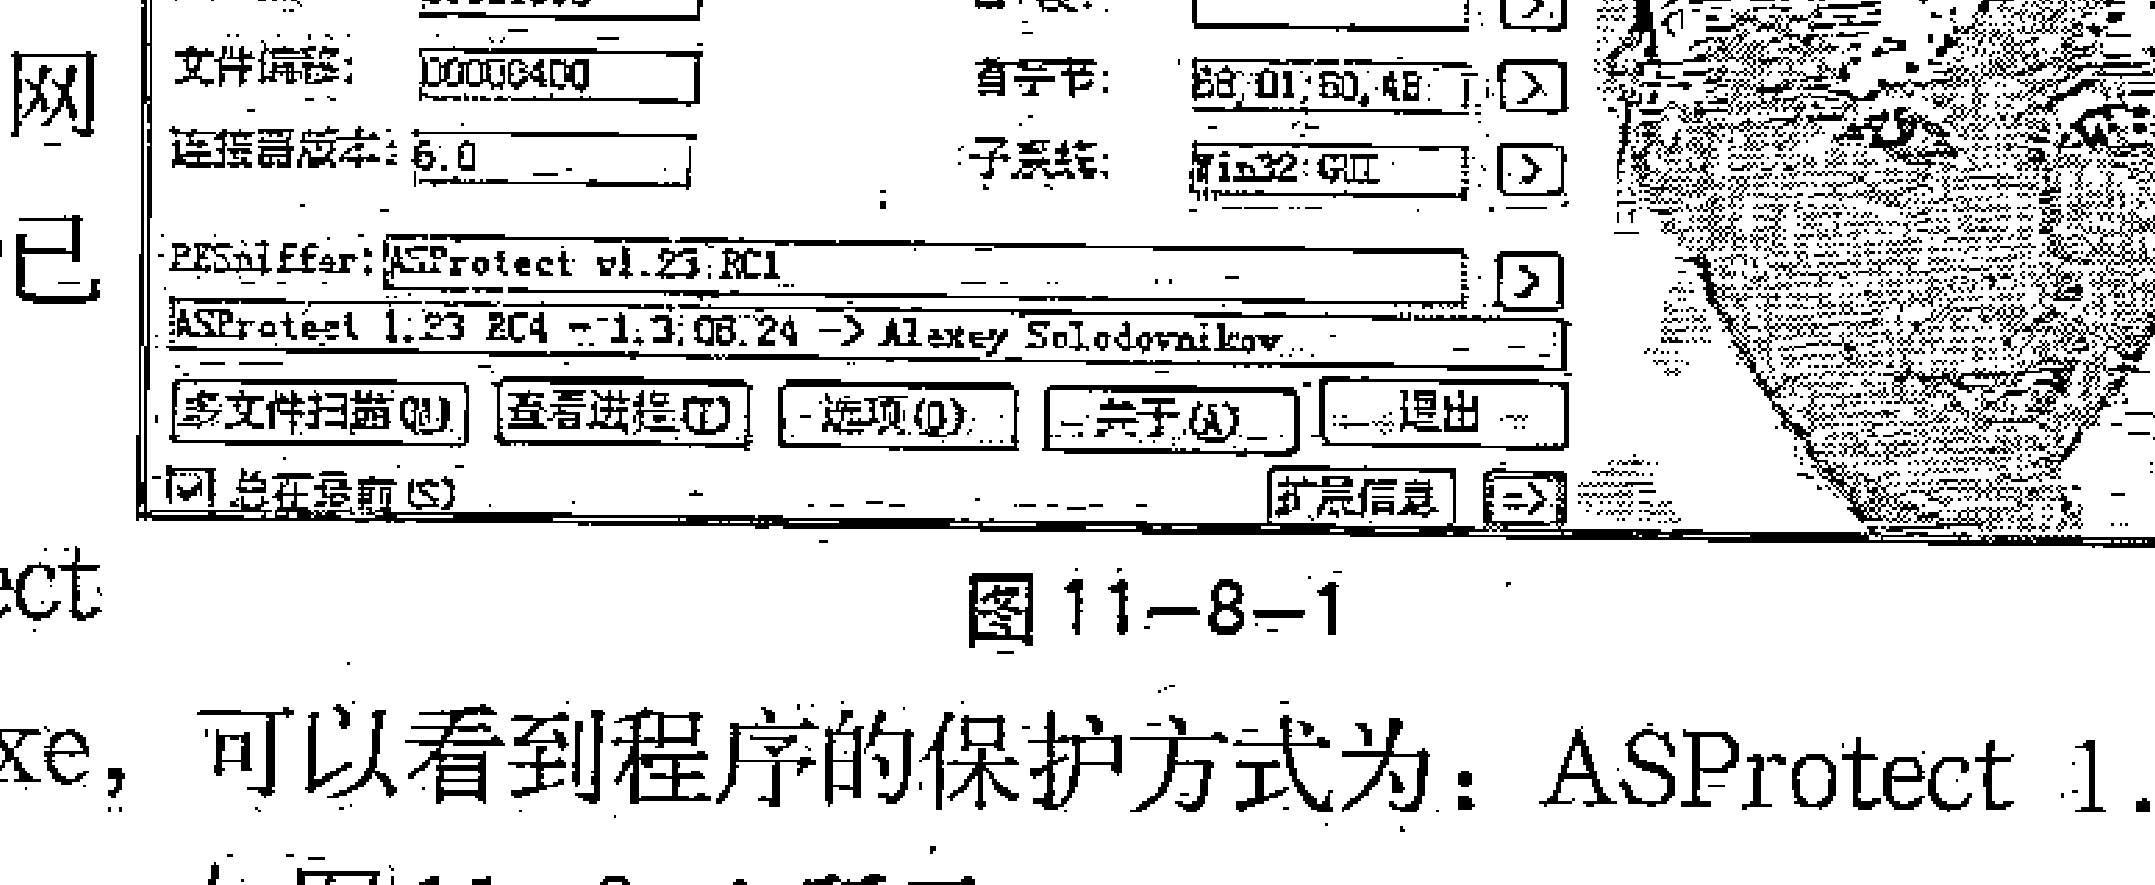 网
文件偏移: 00000400 首字节: 68,01,60,4B >
连接器版本: 6.0 子系统: Win32 GUI >
已
PESniffer: ASProtect v1.23 RC1 >
ASProtect 1.23 RC4 - 1.3.08.24 -> Alexey Solodovnikov
多文件扫描(M) 查看进程(T) 选项(O) 关于(A) 退出
总在最前(S) 扩展信息 =>
ect
图 11-8-1
xe，可以看到程序的保护方式为：ASProtect 1.